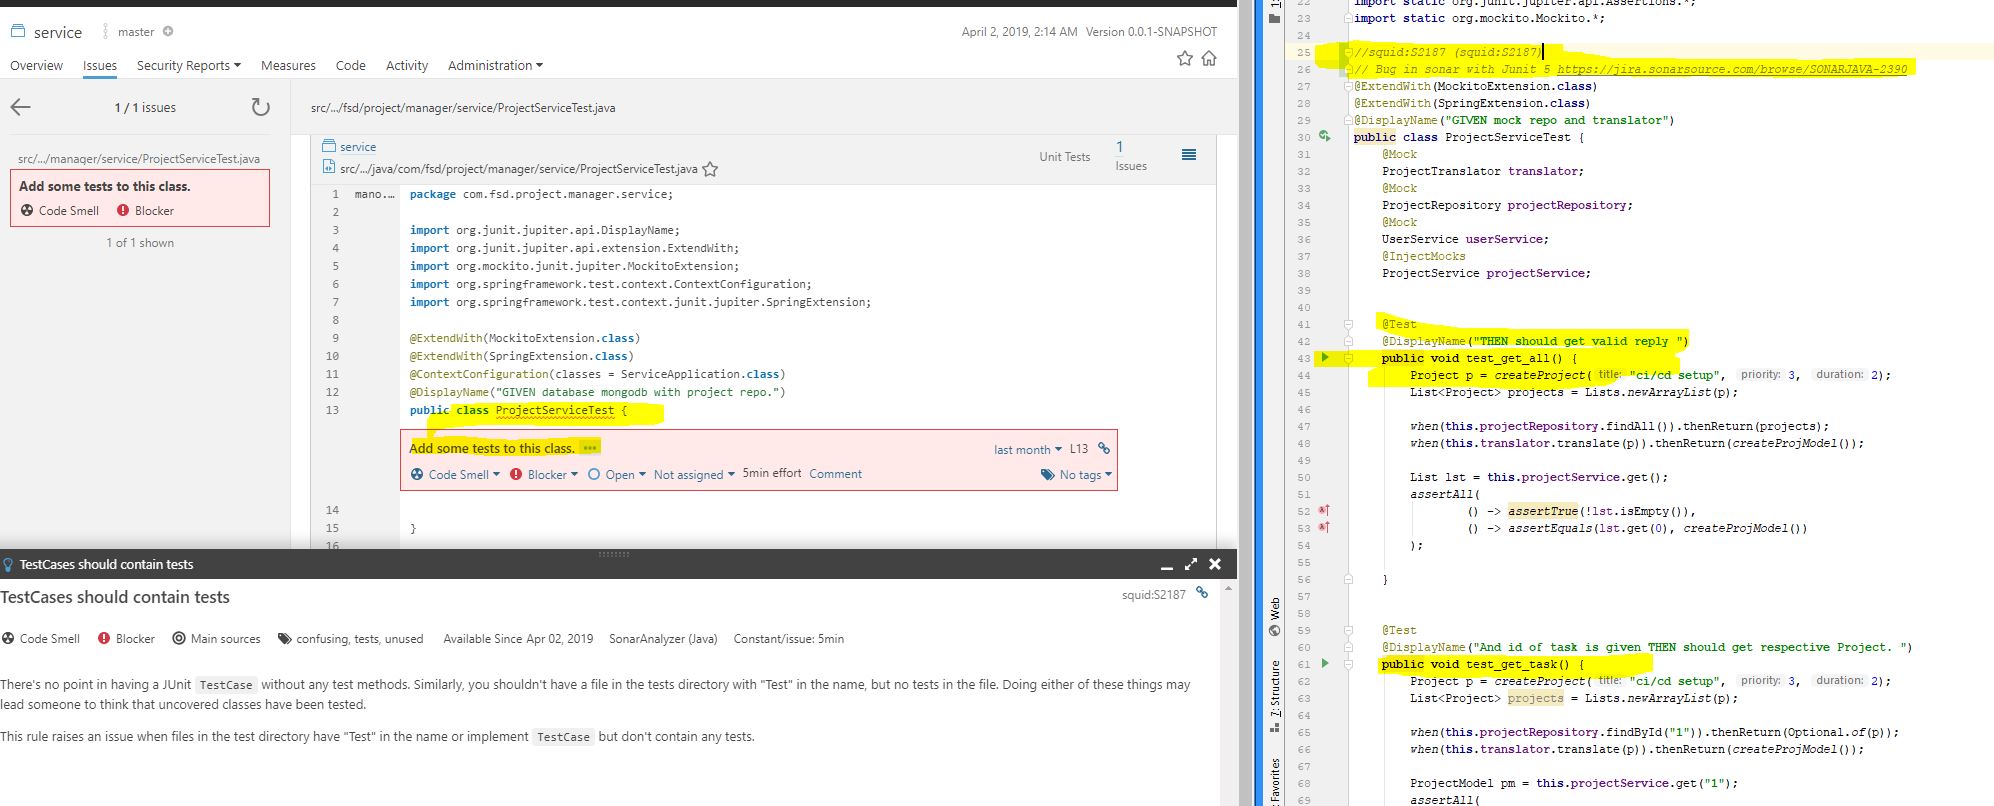 service master
April 2, 2019, 2:14 AM Version 0.0.1-SNAPSHOT
Overview Issues Security Reports Measures Code Activity Administration
1 / 1 issues
src/.../manager/service/ProjectServiceTest.java
Add some tests to this class.
Code Smell Blocker
1 of 1 shown
src/.../fsd/project/manager/service/ProjectServiceTest.java
service
src/.../java/com/fsd/project/manager/service/ProjectServiceTest.java
Unit Tests
1
Issues
1 mano... package com.fsd.project.manager.service;
2
3 import org.junit.jupiter.api.DisplayName;
4 import org.junit.jupiter.api.extension.ExtendWith;
5 import org.mockito.junit.jupiter.MockitoExtension;
6 import org.springframework.test.context.ContextConfiguration;
7 import org.springframework.test.context.junit.jupiter.SpringExtension;
8
9 @ExtendWith(MockitoExtension.class)
10 @ExtendWith(SpringExtension.class)
11 @ContextConfiguration(classes = ServiceApplication.class)
12 @DisplayName("GIVEN database mongodb with project repo.")
13 public class ProjectServiceTest {
Add some tests to this class. ...
last month L13
Code Smell Blocker Open Not assigned 5min effort Comment
No tags
14
15 }
16
TestCases should contain tests
TestCases should contain tests
squid:S2187
Code Smell Blocker Main sources confusing, tests, unused Available Since Apr 02, 2019 SonarAnalyzer (Java) Constant/issue: 5min
There's no point in having a JUnit TestCase without any test methods. Similarly, you shouldn't have a file in the tests directory with "Test" in the name, but no tests in the file. Doing either of these things may
lead someone to think that uncovered classes have been tested.
This rule raises an issue when files in the test directory have "Test" in the name or implement TestCase but don't contain any tests.
1:
Web
7: Structure
Favorites
22 import static org.junit.jupiter.api.Assertions.*;
23 import static org.mockito.Mockito.*;
24
25 //squid:S2187 (squid:S2187)
26 // Bug in sonar with Junit 5 https://jira.sonarsource.com/browse/SONARJAVA-2390
27 @ExtendWith(MockitoExtension.class)
28 @ExtendWith(SpringExtension.class)
29 @DisplayName("GIVEN mock repo and translator")
30 public class ProjectServiceTest {
31 @Mock
32 ProjectTranslator translator;
33 @Mock
34 ProjectRepository projectRepository;
35 @Mock
36 UserService userService;
37 @InjectMocks
38 ProjectService projectService;
39
40
41 @Test
42 @DisplayName("THEN should get valid reply ")
43 public void test_get_all() {
44 Project p = createProject( title: "ci/cd setup", priority: 3, duration: 2);
45 List<Project> projects = Lists.newArrayList(p);
46
47 when(this.projectRepository.findAll()).thenReturn(projects);
48 when(this.translator.translate(p)).thenReturn(createProjModel());
49
50 List lst = this.projectService.get();
51 assertAll(
52 () -> assertTrue(!lst.isEmpty()),
53 () -> assertEquals(lst.get(0), createProjModel())
54 );
55
56 }
57
58
59 @Test
60 @DisplayName("And id of task is given THEN should get respective Project. ")
61 public void test_get_task() {
62 Project p = createProject( title: "ci/cd setup", priority: 3, duration: 2);
63 List<Project> projects = Lists.newArrayList(p);
64
65 when(this.projectRepository.findById("1")).thenReturn(Optional.of(p));
66 when(this.translator.translate(p)).thenReturn(createProjModel());
67
68 ProjectModel pm = this.projectService.get("1");
69 assertAll(